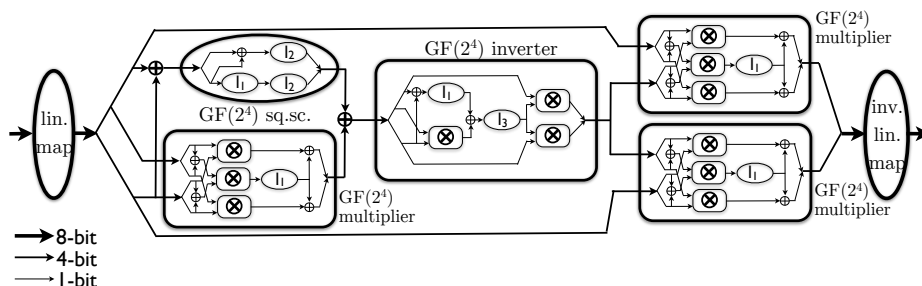 lin.
map
I₂
I₁
I₂
GF(2⁴) sq.sc.
⊗
⊗
⊗
I₁
GF(2⁴)
multiplier
GF(2⁴) inverter
I₁
⊗
I₃
⊗
⊗
GF(2⁴)
multiplier
⊗
⊗
⊗
I₁
⊗
⊗
⊗
I₁
GF(2⁴)
multiplier
inv.
lin.
map
8-bit
4-bit
1-bit